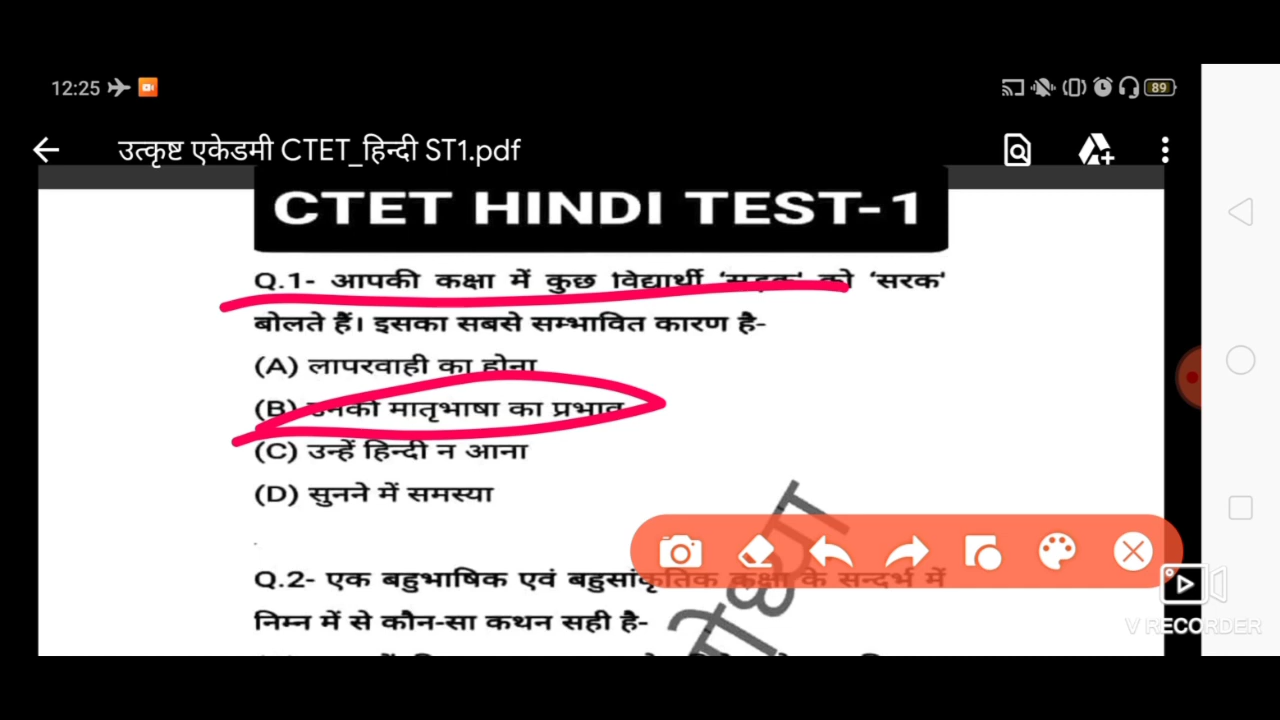 12:25
89
उत्कृष्ट एकेडमी CTET_हिन्दी ST1.pdf
CTET HINDI TEST-1
Q.1- आपकी कक्षा में कुछ विद्यार्थी 'सड़क' को 'सरक'
बोलते हैं। इसका सबसे सम्भावित कारण है-
(A) लापरवाही का होना
(B) उनकी मातृभाषा का प्रभाव
(C) उन्हें हिन्दी न आना
(D) सुनने में समस्या
Q.2- एक बहुभाषिक एवं बहुसांकृतिक कक्षा के सन्दर्भ में
निम्न में से कौन-सा कथन सही है-
V RECORDER